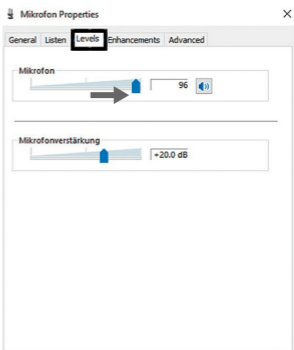 Mikrofon Properties
General Listen Levels Enhancements Advanced
Mikrofon
96
Mikrofonverstärkung
+20.0 dB